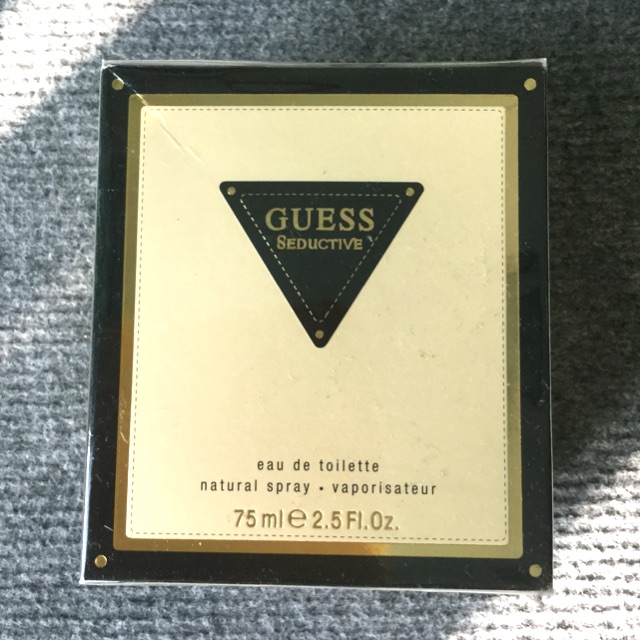 GUESS
SEDUCTIVE
eau de toilette
natural spray • vaporisateur
75 ml ℮ 2.5 Fl.Oz.